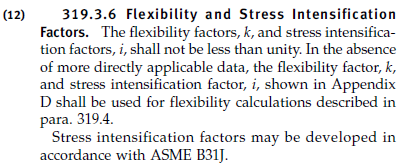 (12) 319.3.6 Flexibility and Stress Intensification
Factors. The flexibility factors, k, and stress intensifica-
tion factors, i, shall not be less than unity. In the absence
of more directly applicable data, the flexibility factor, k,
and stress intensification factor, i, shown in Appendix
D shall be used for flexibility calculations described in
para. 319.4.
Stress intensification factors may be developed in
accordance with ASME B31J.